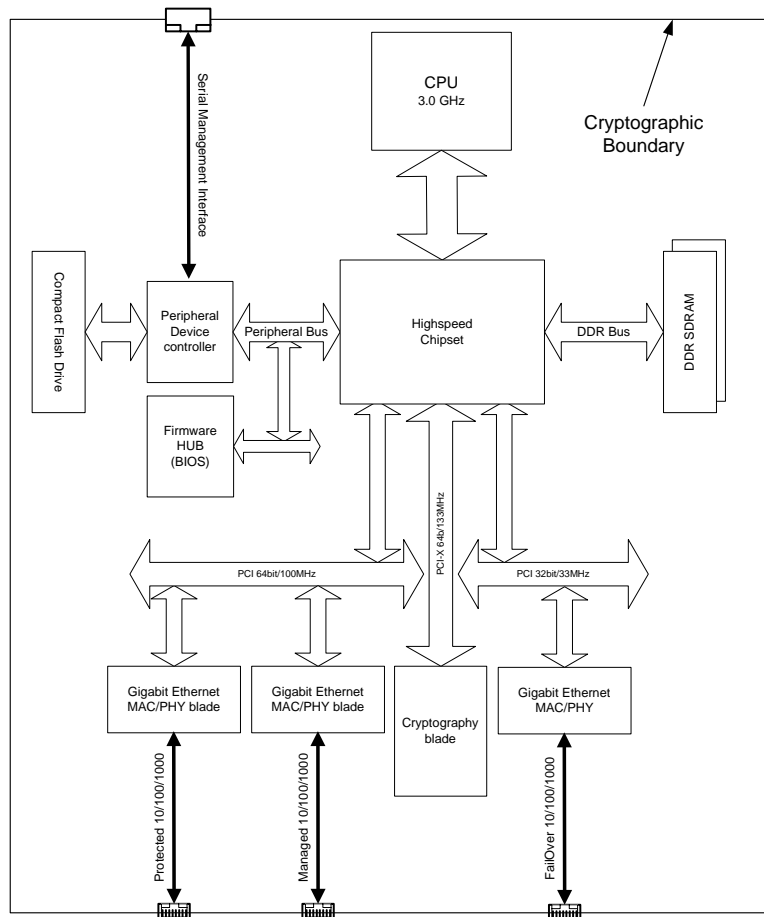 Serial Management Interface
CPU
3.0 GHz
Cryptographic
Boundary
Compact Flash Drive
Peripheral
Device
controller
Peripheral Bus
Highspeed
Chipset
DDR Bus
DDR SDRAM
Firmware
HUB
(BIOS)
PCI 64bit/100MHz
PCI-X 64b/133MHz
PCI 32bit/33MHz
Gigabit Ethernet
MAC/PHY blade
Gigabit Ethernet
MAC/PHY blade
Cryptography
blade
Gigabit Ethernet
MAC/PHY
Protected 10/100/1000
Managed 10/100/1000
FailOver 10/100/1000